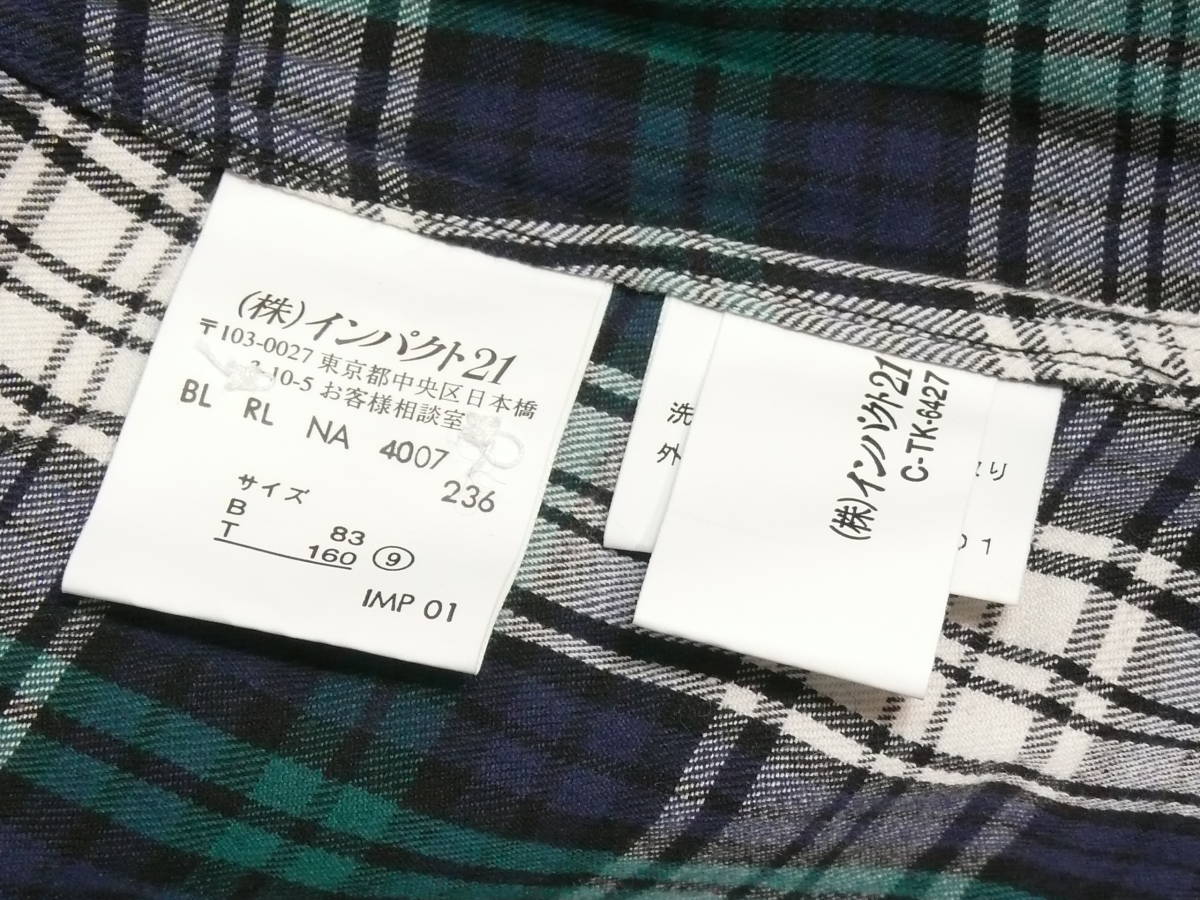 (株)インパクト21
〒103-0027 東京都中央区日本橋
3-10-5 お客様相談室
BL RL NA 4007
236
サイズ
B 83
T 160 ⑨
IMP 01
洗
外
(株)インパクト21
C-TK-6427
り
01